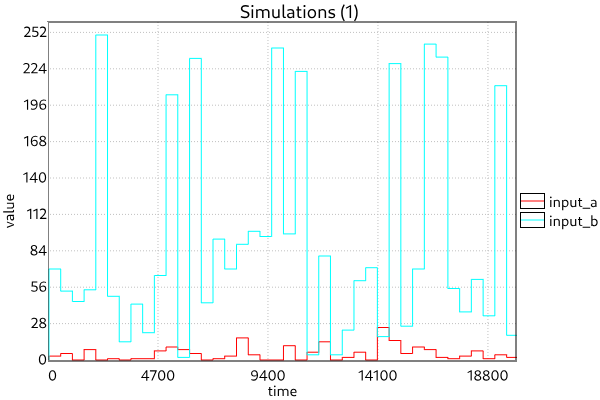 Simulations (1)
252
224
196
168
140
112
84
56
28
0
value
0 4700 9400 14100 18800
time
input_a
input_b